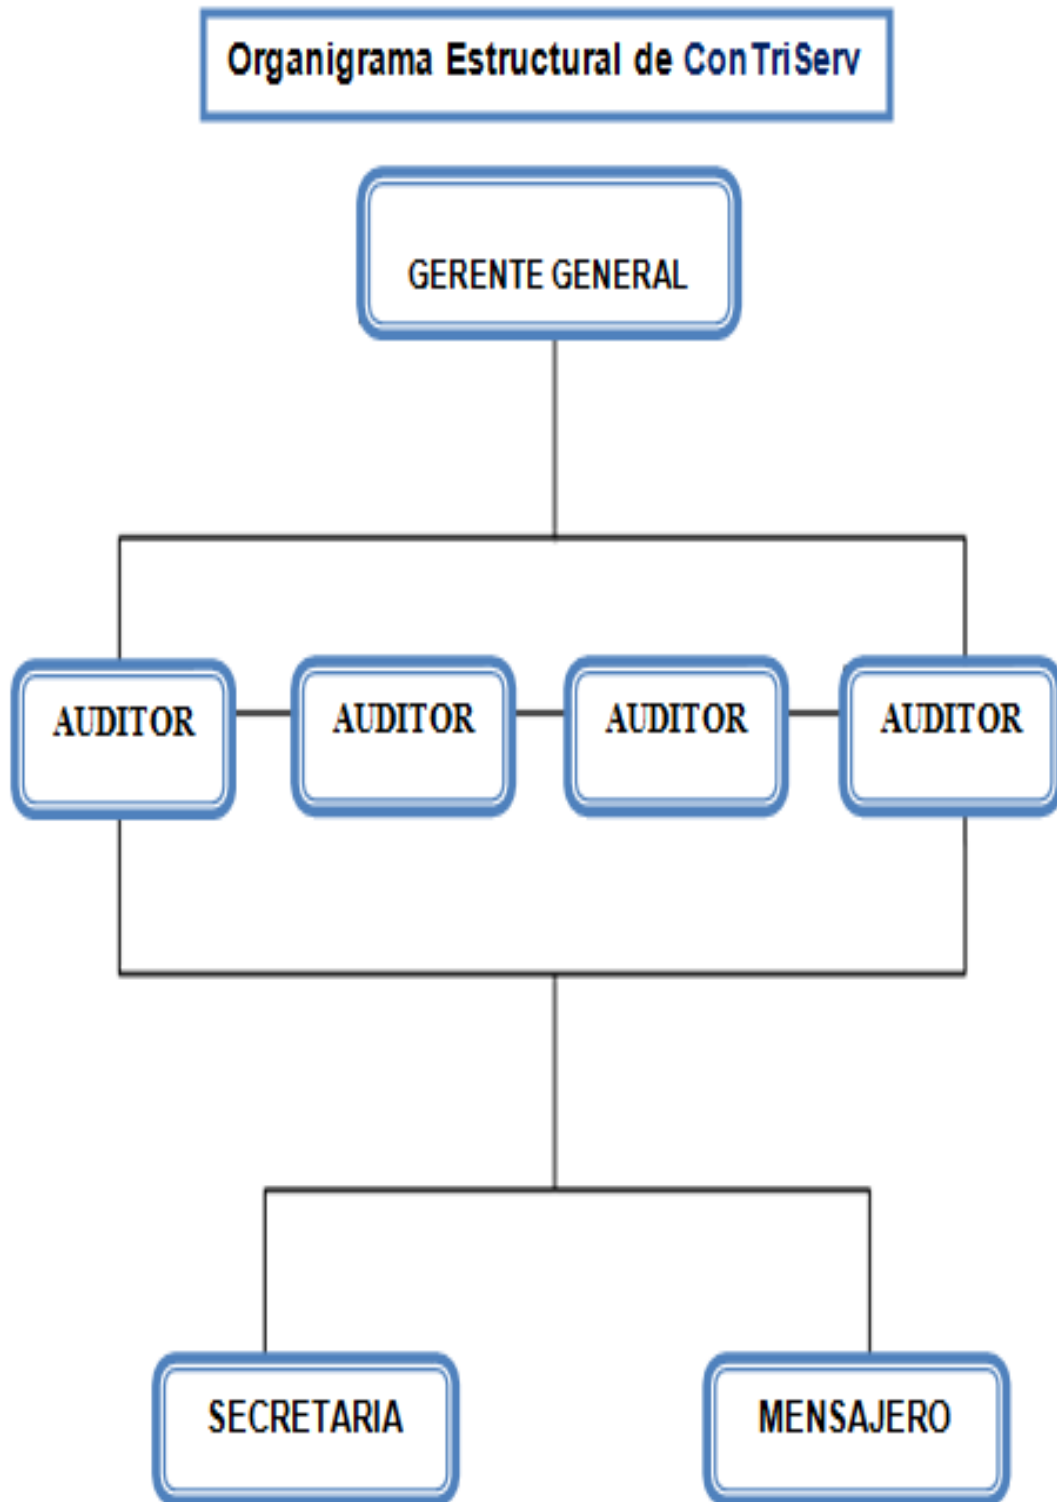 Organigrama Estructural de ConTriServ
GERENTE GENERAL
AUDITOR AUDITOR AUDITOR AUDITOR
SECRETARIA MENSAJERO